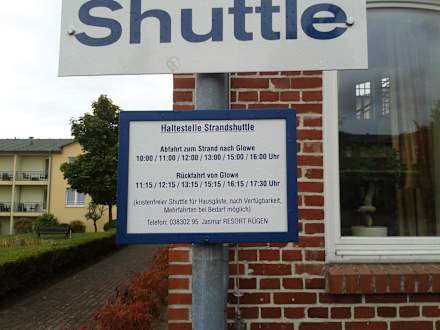 Shuttle
Haltestelle Strandshuttle
Abfahrt zum Strand nach Glowe
10:00 / 11:00 / 12:00 / 13:00 / 15:00 / 16:00 Uhr
Rückfahrt von Glowe
11:15 / 12:15 / 13:15 / 15:15 / 16:15 / 17:30 Uhr
(kostenfreier Shuttle für Hausgäste, nach Verfügbarkeit,
Mehrfahrten bei Bedarf möglich)
Telefon: 038302 95 Jasmar RESORT RÜGEN